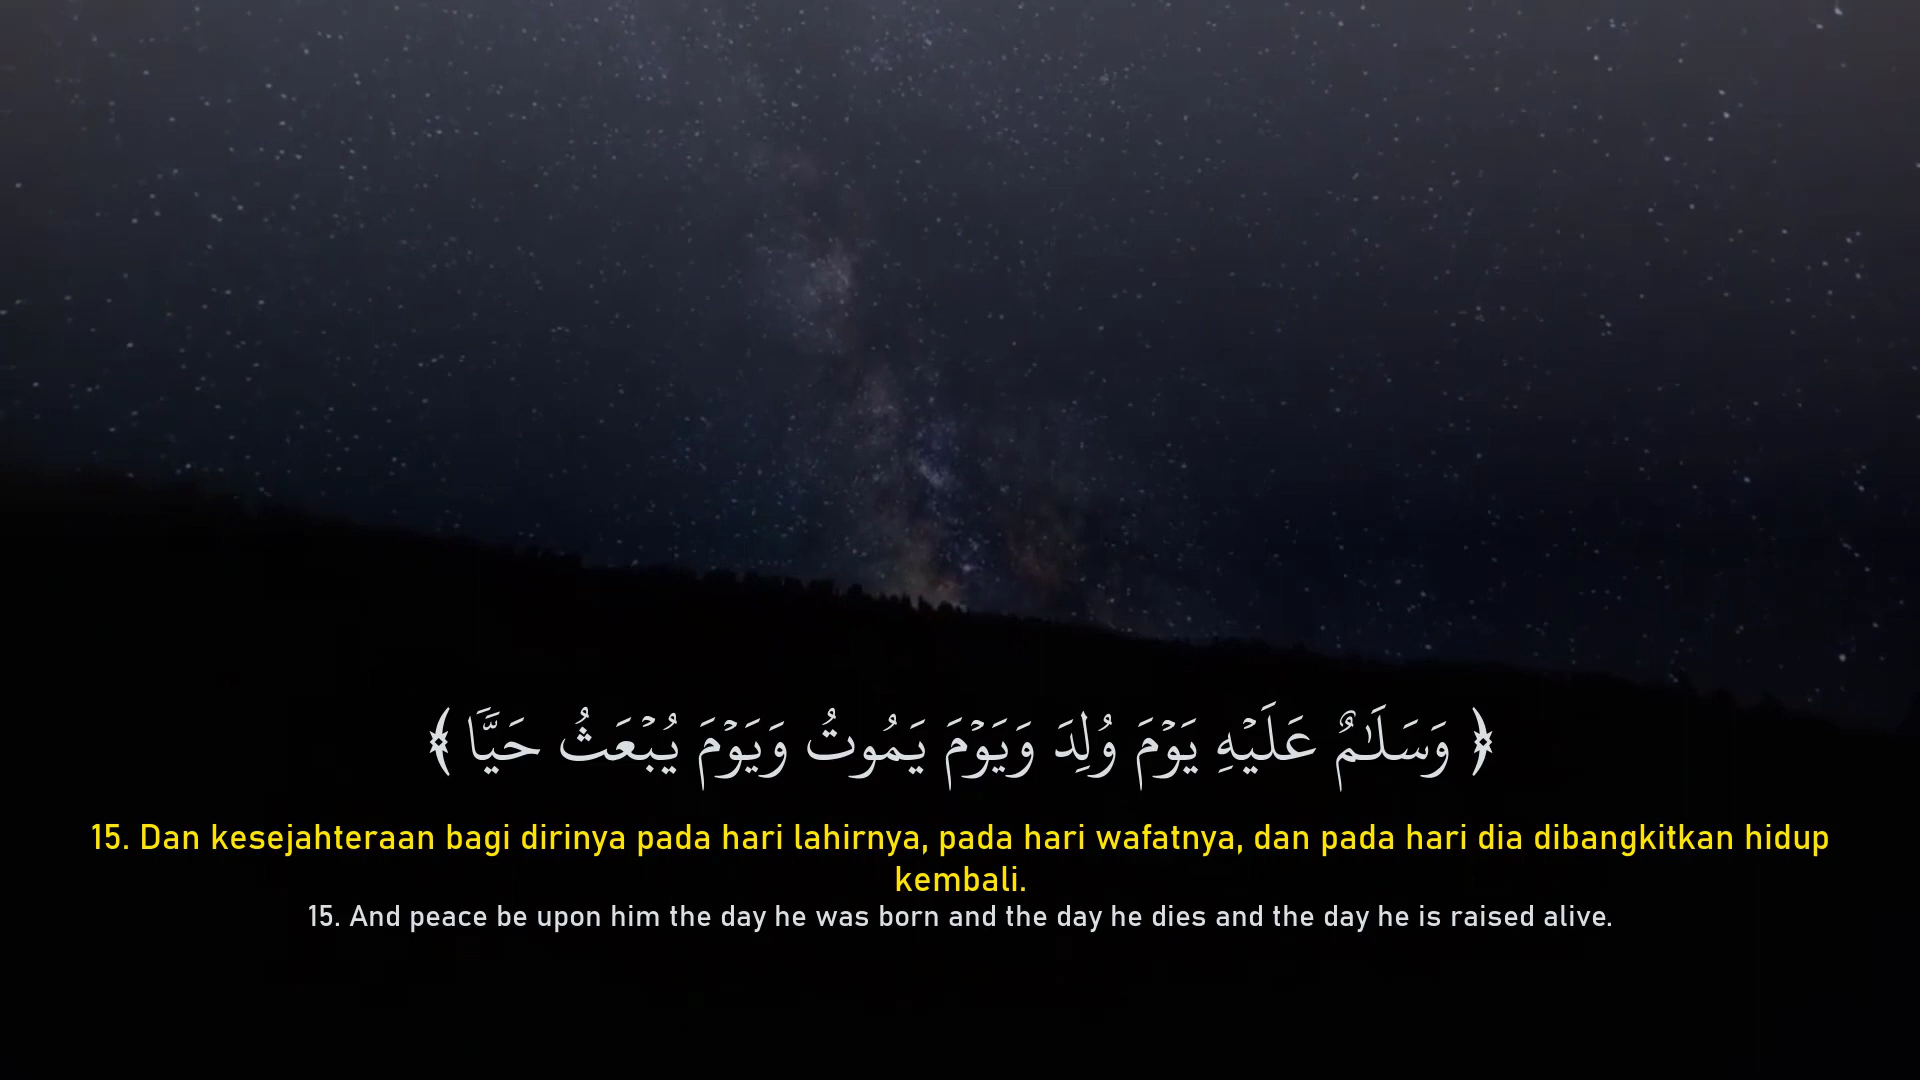 ﴿ وَسَلَـٰمٌ عَلَيْهِ يَوْمَ وُلِدَ وَيَوْمَ يَمُوتُ وَيَوْمَ يُبْعَثُ حَيًّۭا ﴾
15. Dan kesejahteraan bagi dirinya pada hari lahirnya, pada hari wafatnya, dan pada hari dia dibangkitkan hidup
kembali.
15. And peace be upon him the day he was born and the day he dies and the day he is raised alive.